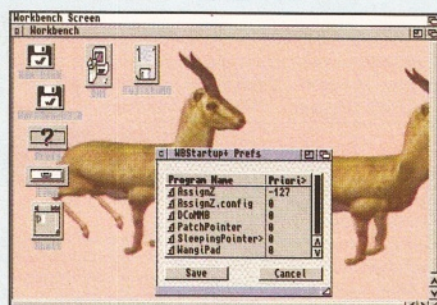 Workbench Screen
Workbench
WBStartup+ Prefs
Program Name Priori>
AssignZ -127
AssignZ.config 0
DCoMMB 0
PatchPointer 0
SleepingPointer> 0
WangiPad 0
Save Cancel